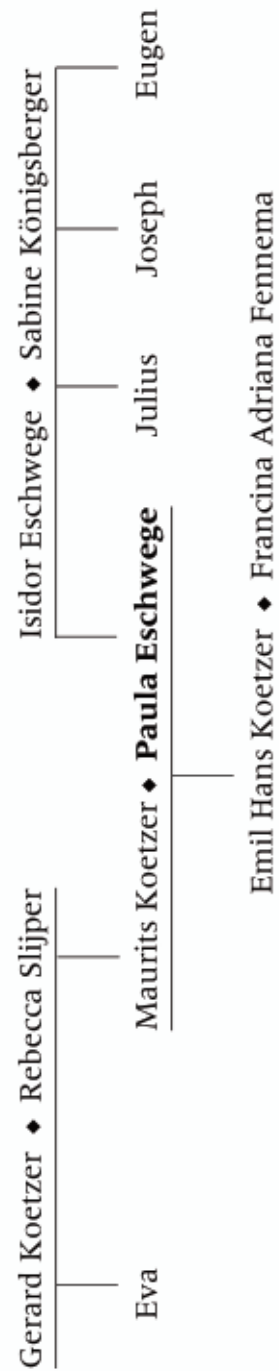 Gerard Koetzer ◆ Rebecca Slijper
Isidor Eschwege ◆ Sabine Königsberger
Eva
Maurits Koetzer ◆ Paula Eschwege
Julius
Joseph
Eugen
Emil Hans Koetzer ◆ Francina Adriana Fennema